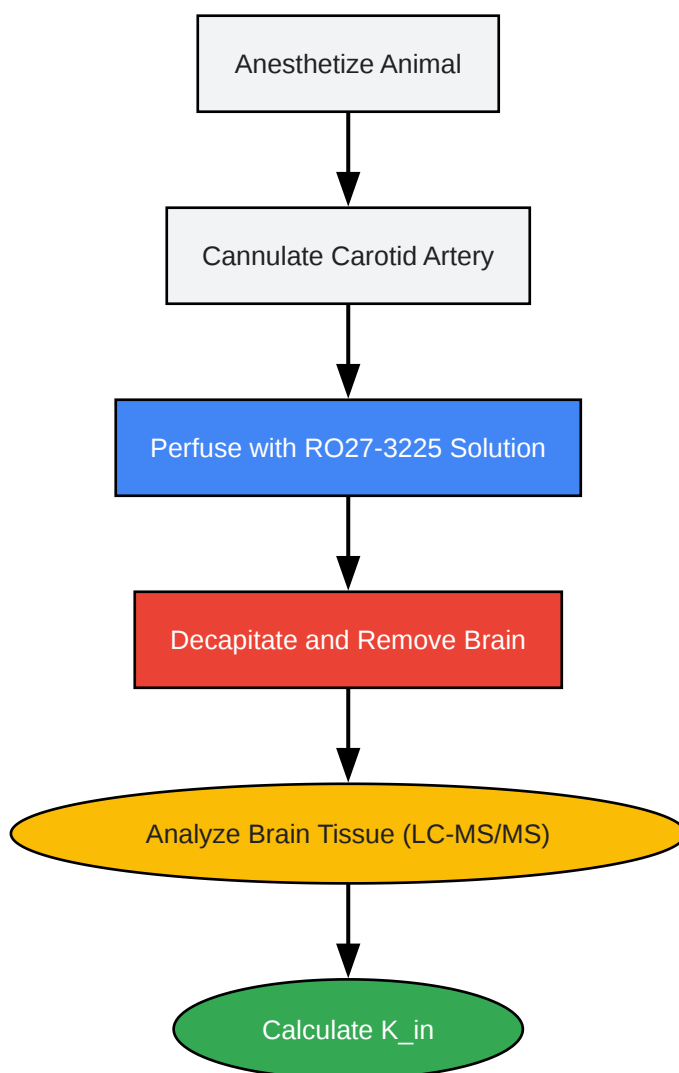 Anesthetize Animal
Cannulate Carotid Artery
Perfuse with RO27-3225 Solution
Decapitate and Remove Brain
Analyze Brain Tissue (LC-MS/MS)
Calculate K_in